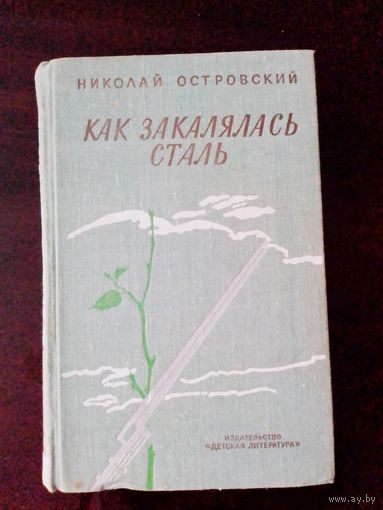 НИКОЛАЙ ОСТРОВСКИЙ
КАК ЗАКАЛЯЛАСЬ
СТАЛЬ
ИЗДАТЕЛЬСТВО
«ДЕТСКАЯ ЛИТЕРАТУРА»
www.ay.by